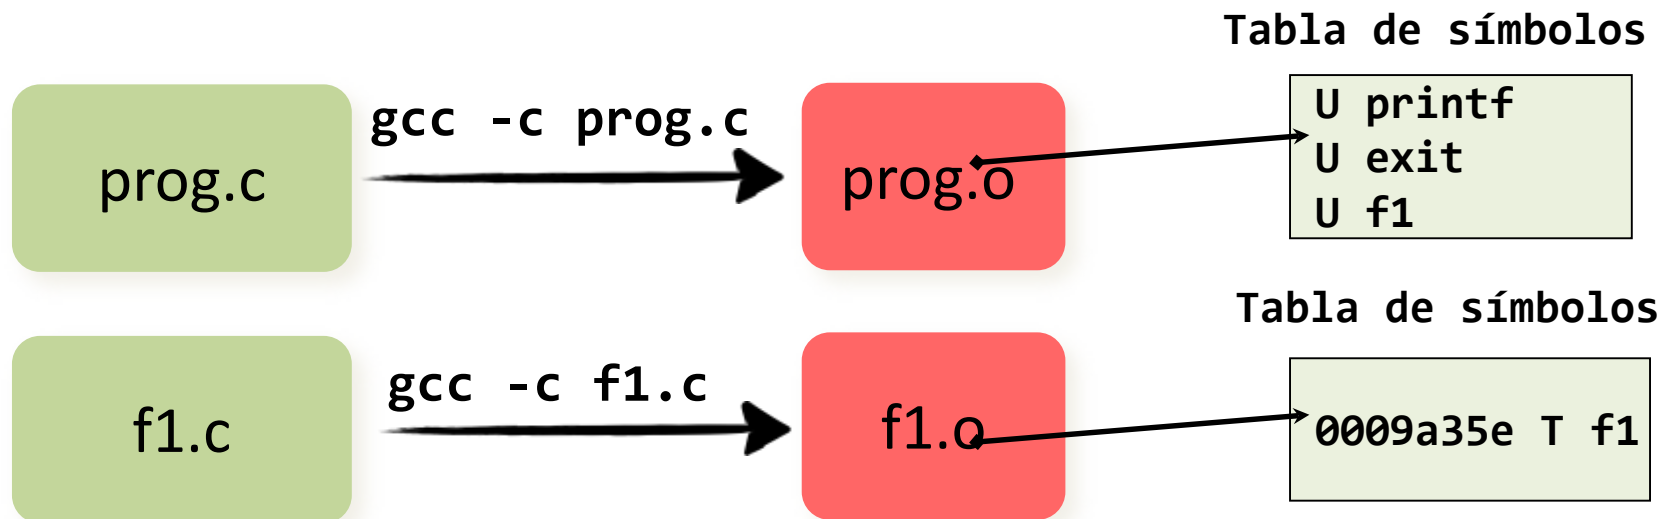 Tabla de símbolos
prog.c
gcc -c prog.c
prog.o
U printf
U exit
U f1
Tabla de símbolos
f1.c
gcc -c f1.c
f1.o
0009a35e T f1